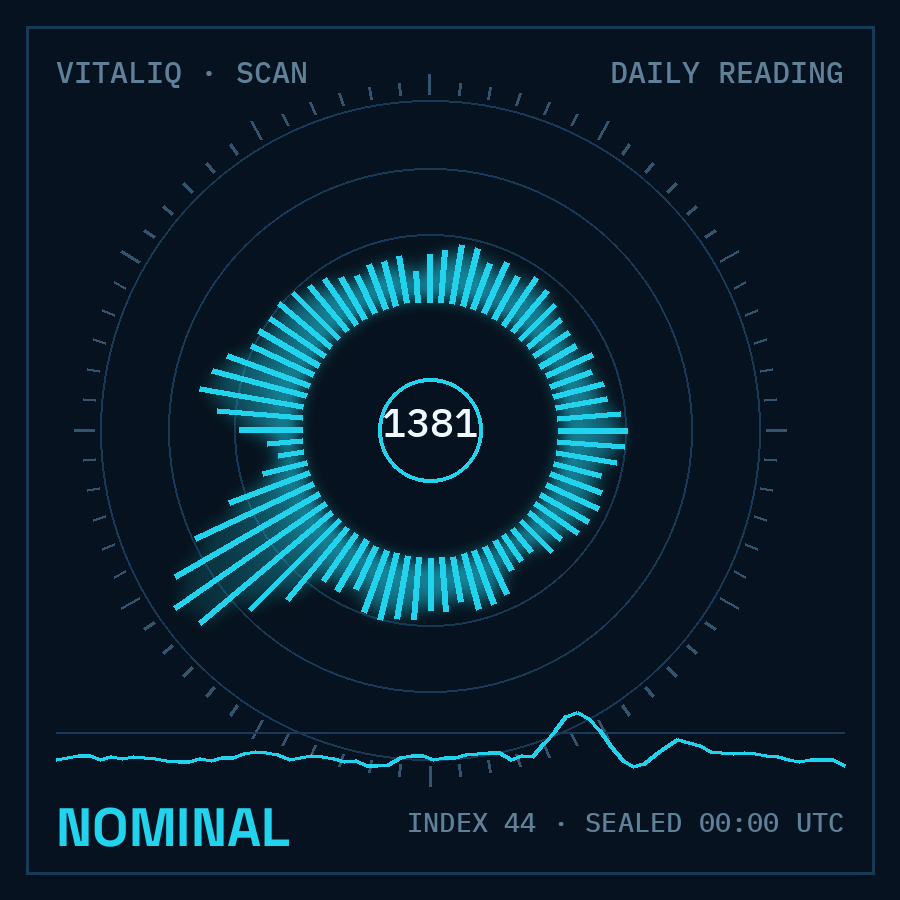 VITALIQ · SCAN
DAILY READING
1381
NOMINAL
INDEX 44 · SEALED 00:00 UTC